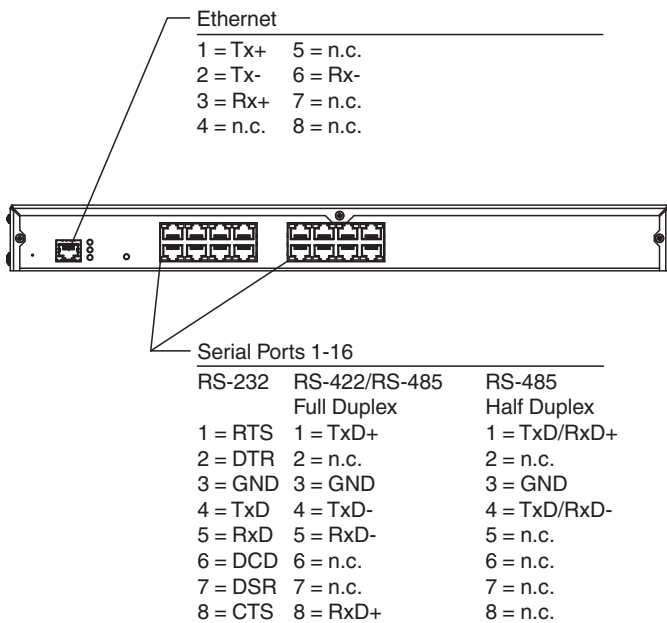 Ethernet
1 = Tx+ 5 = n.c.
2 = Tx- 6 = Rx-
3 = Rx+ 7 = n.c.
4 = n.c. 8 = n.c.
Serial Ports 1-16
RS-232 RS-422/RS-485 RS-485
Full Duplex Half Duplex
1 = RTS 1 = TxD+ 1 = TxD/RxD+
2 = DTR 2 = n.c. 2 = n.c.
3 = GND 3 = GND 3 = GND
4 = TxD 4 = TxD- 4 = TxD/RxD-
5 = RxD 5 = RxD- 5 = n.c.
6 = DCD 6 = n.c. 6 = n.c.
7 = DSR 7 = n.c. 7 = n.c.
8 = CTS 8 = RxD+ 8 = n.c.